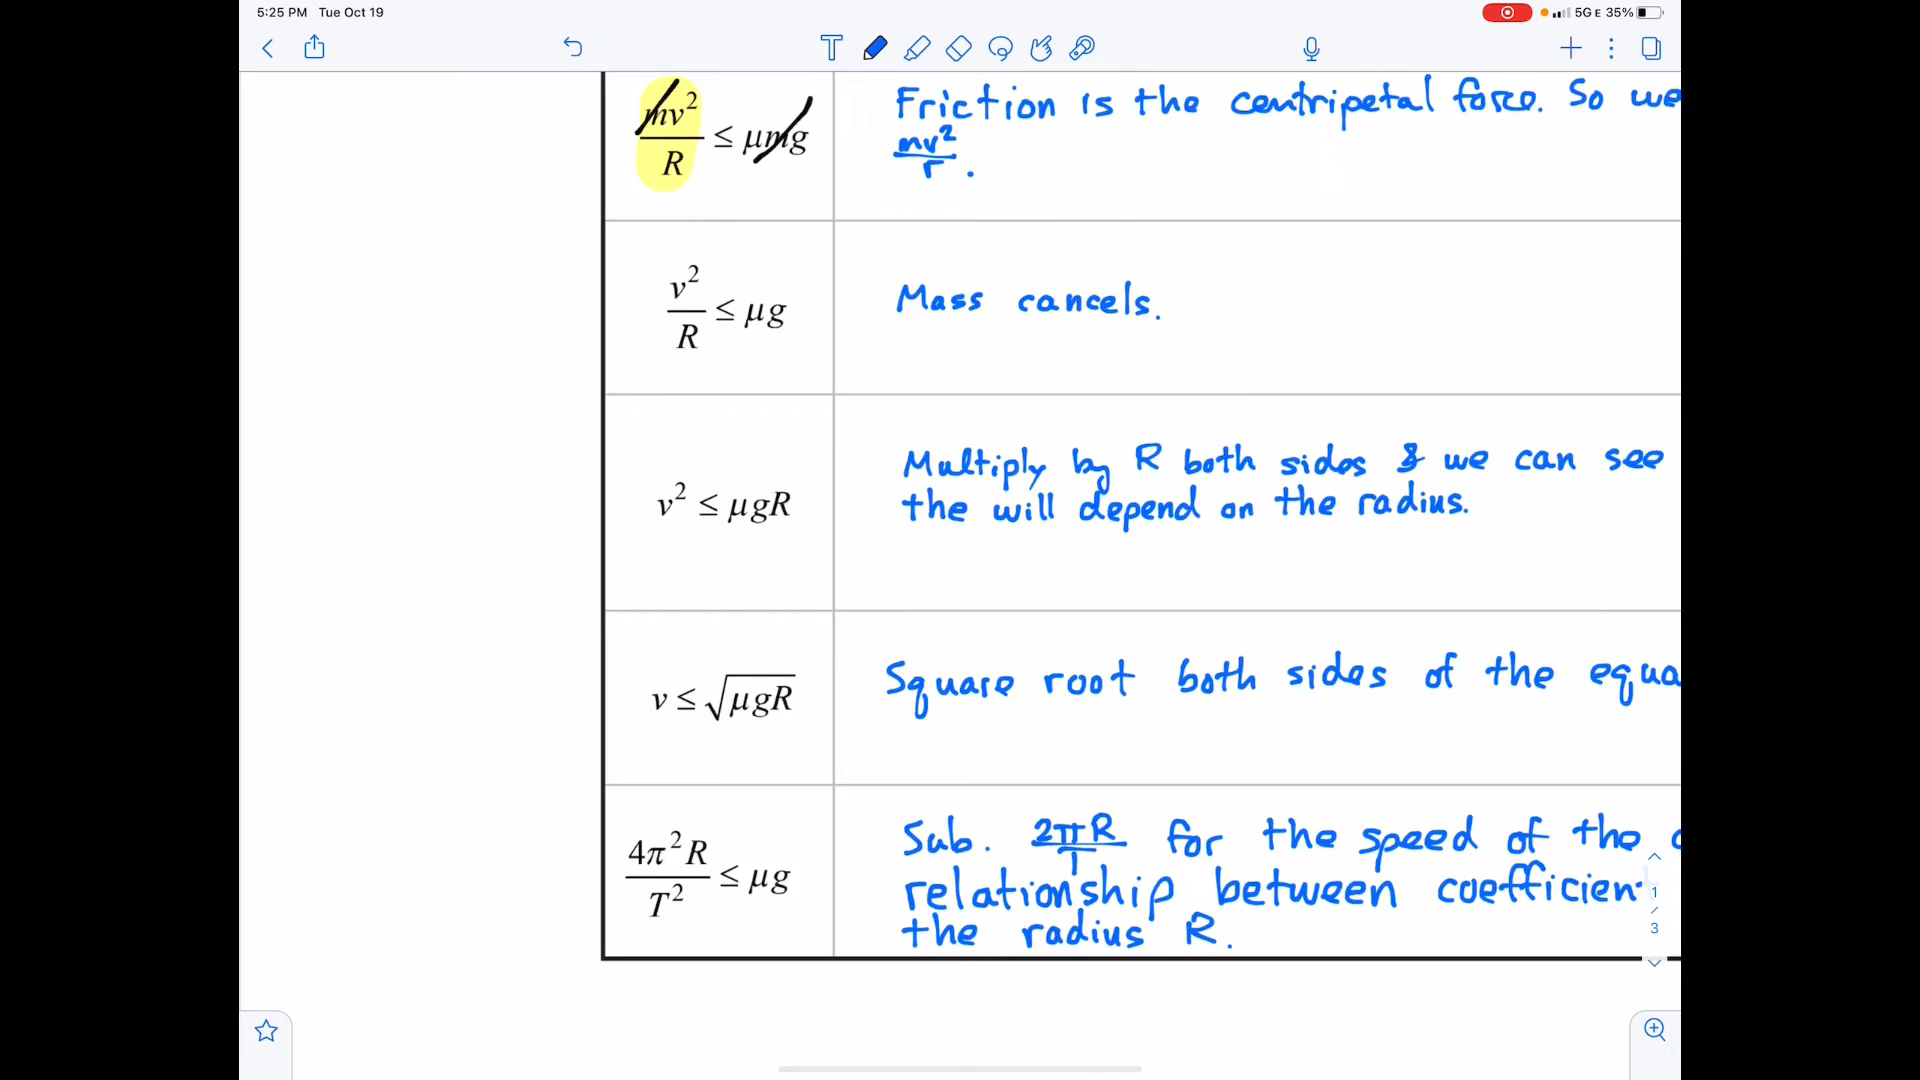 5:25 PM Tue Oct 19
5G E 35%
mv²/R ≤ μmg
Friction is the centripetal force. So we
mv²/r.
v²/R ≤ μg
Mass cancels.
v² ≤ μgR
Multiply by R both sides & we can see
the will depend on the radius.
v ≤ √μgR
Square root both sides of the equa
4π²R/T² ≤ μg
Sub. 2πR/T for the speed of the
relationship between coefficien
the radius R.
1
/
3